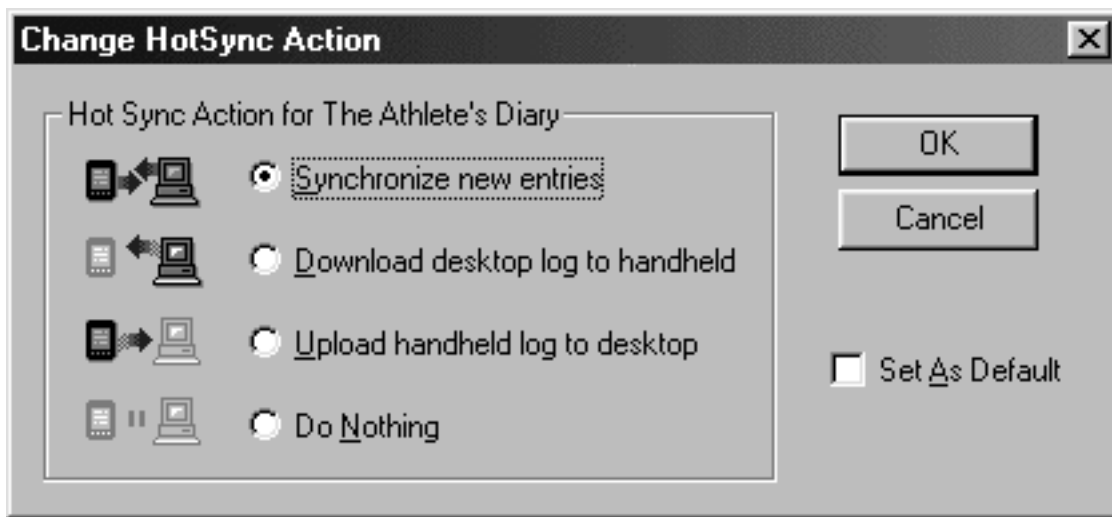 Change HotSync Action
Hot Sync Action for The Athlete's Diary
Synchronize new entries
Download desktop log to handheld
Upload handheld log to desktop
Do Nothing
OK
Cancel
Set As Default